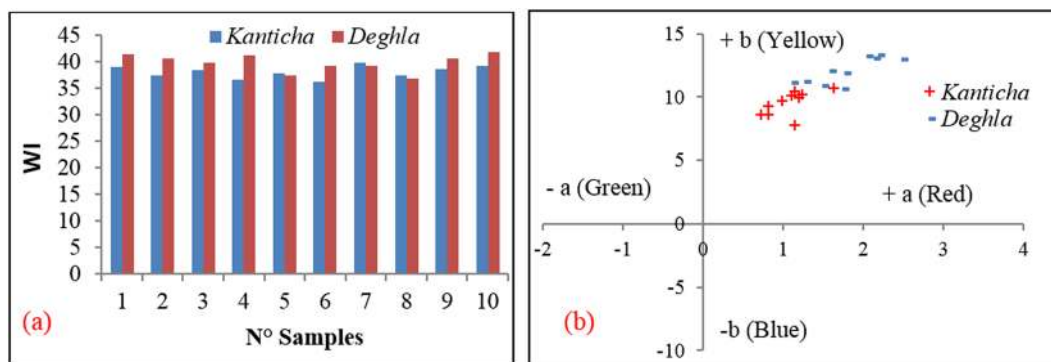 Kanticha Deghla
45
40
35
30
25
20
15
10
5
0
WI
1 2 3 4 5 6 7 8 9 10
N° Samples
(a)
+ b (Yellow)
15
10
5
0
-5
-10
Kanticha
Deghla
- a (Green)
+ a (Red)
-2 -1 0 1 2 3 4
-b (Blue)
(b)